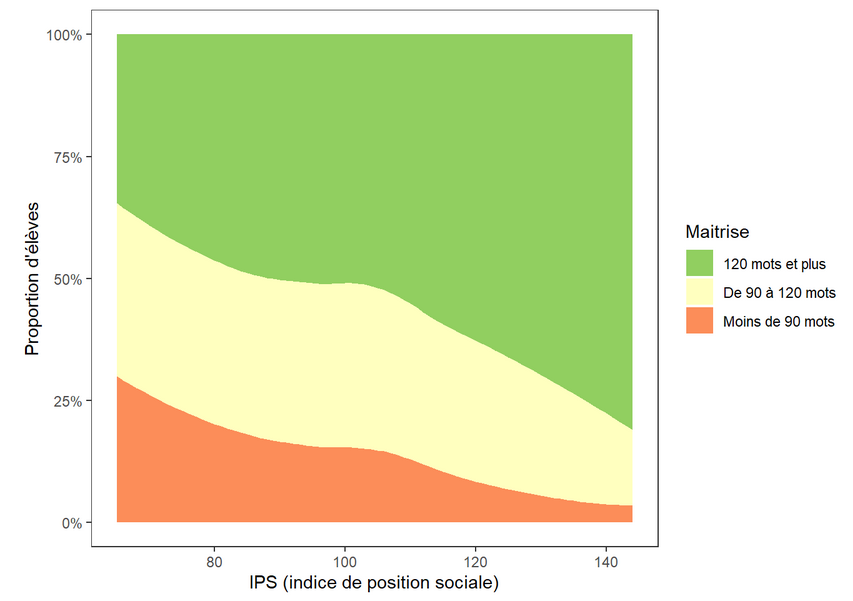 100%
75%
50%
25%
0%
Proportion d'élèves
80 100 120 140
IPS (indice de position sociale)
Maitrise
120 mots et plus
De 90 à 120 mots
Moins de 90 mots